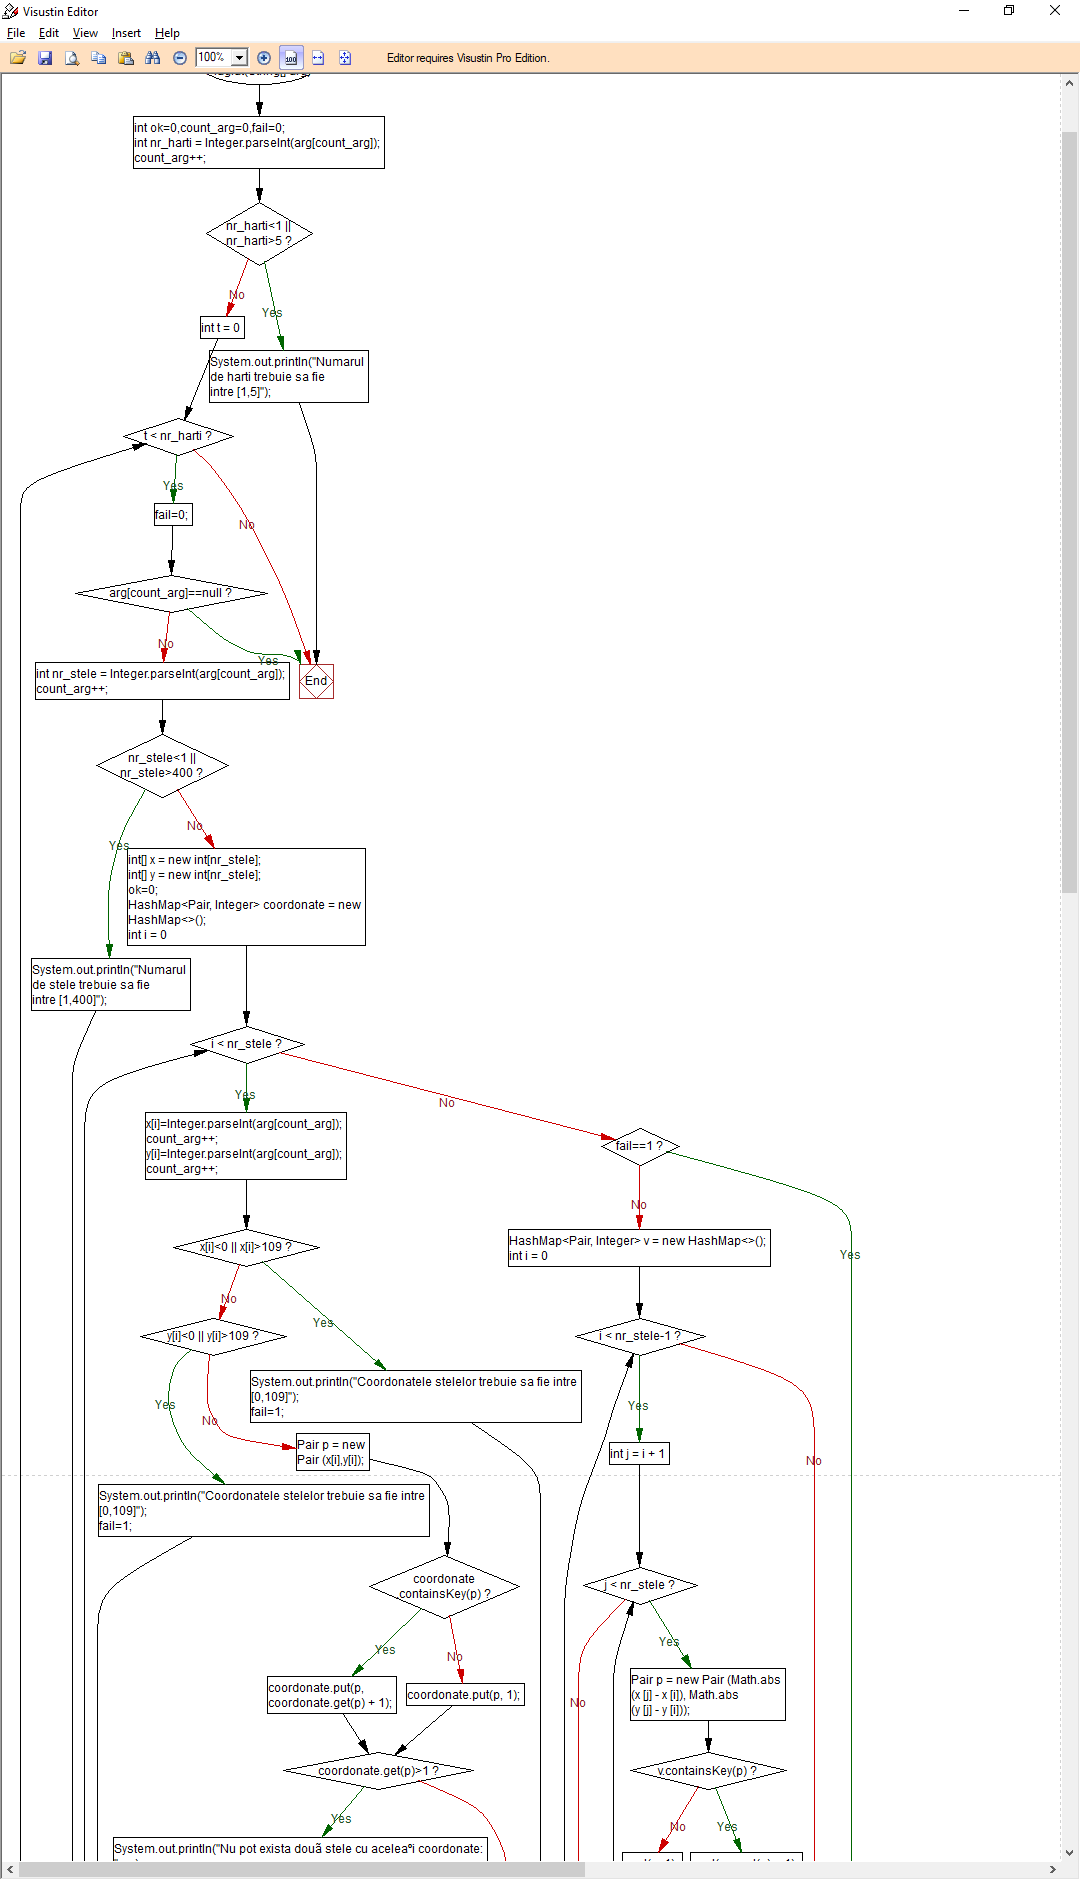 Visustin Editor
File Edit View Insert Help
100% Editor requires Visustin Pro Edition.
int ok=0,count_arg=0,fail=0;
int nr_harti = Integer.parseInt(arg[count_arg]);
count_arg++;
nr_harti<1 ||
nr_harti>5 ?
No
Yes
int t = 0
System.out.println("Numarul
de harti trebuie sa fie
intre [1,5]");
t < nr_harti ?
Yes
fail=0;
No
arg[count_arg]==null ?
No
Yes
int nr_stele = Integer.parseInt(arg[count_arg]);
count_arg++;
End
nr_stele<1 ||
nr_stele>400 ?
No
Yes
int[] x = new int[nr_stele];
int[] y = new int[nr_stele];
ok=0;
HashMap<Pair, Integer> coordonate = new
HashMap<>();
int i = 0
System.out.println("Numarul
de stele trebuie sa fie
intre [1,400]");
i < nr_stele ?
Yes
No
x[i]=Integer.parseInt(arg[count_arg]);
count_arg++;
y[i]=Integer.parseInt(arg[count_arg]);
count_arg++;
fail==1 ?
No
Yes
x[i]<0 || x[i]>109 ?
HashMap<Pair, Integer> v = new HashMap<>();
int i = 0
No
Yes
y[i]<0 || y[i]>109 ?
i < nr_stele-1 ?
System.out.println("Coordonatele stelelor trebuie sa fie intre
[0,109]");
fail=1;
Yes
No
Yes
No
Pair p = new
Pair (x[i],y[i]);
int j = i + 1
System.out.println("Coordonatele stelelor trebuie sa fie intre
[0,109]");
fail=1;
coordonate
containsKey(p) ?
j < nr_stele ?
Yes
No
Yes
No
coordonate.put(p,
coordonate.get(p) + 1);
coordonate.put(p, 1);
Pair p = new Pair (Math.abs
(x [j] - x [i]), Math.abs
(y [j] - y [i]));
coordonate.get(p)>1 ?
v.containsKey(p) ?
Yes
No
Yes
System.out.println("Nu pot exista douã stele cu aceleaºi coordonate: